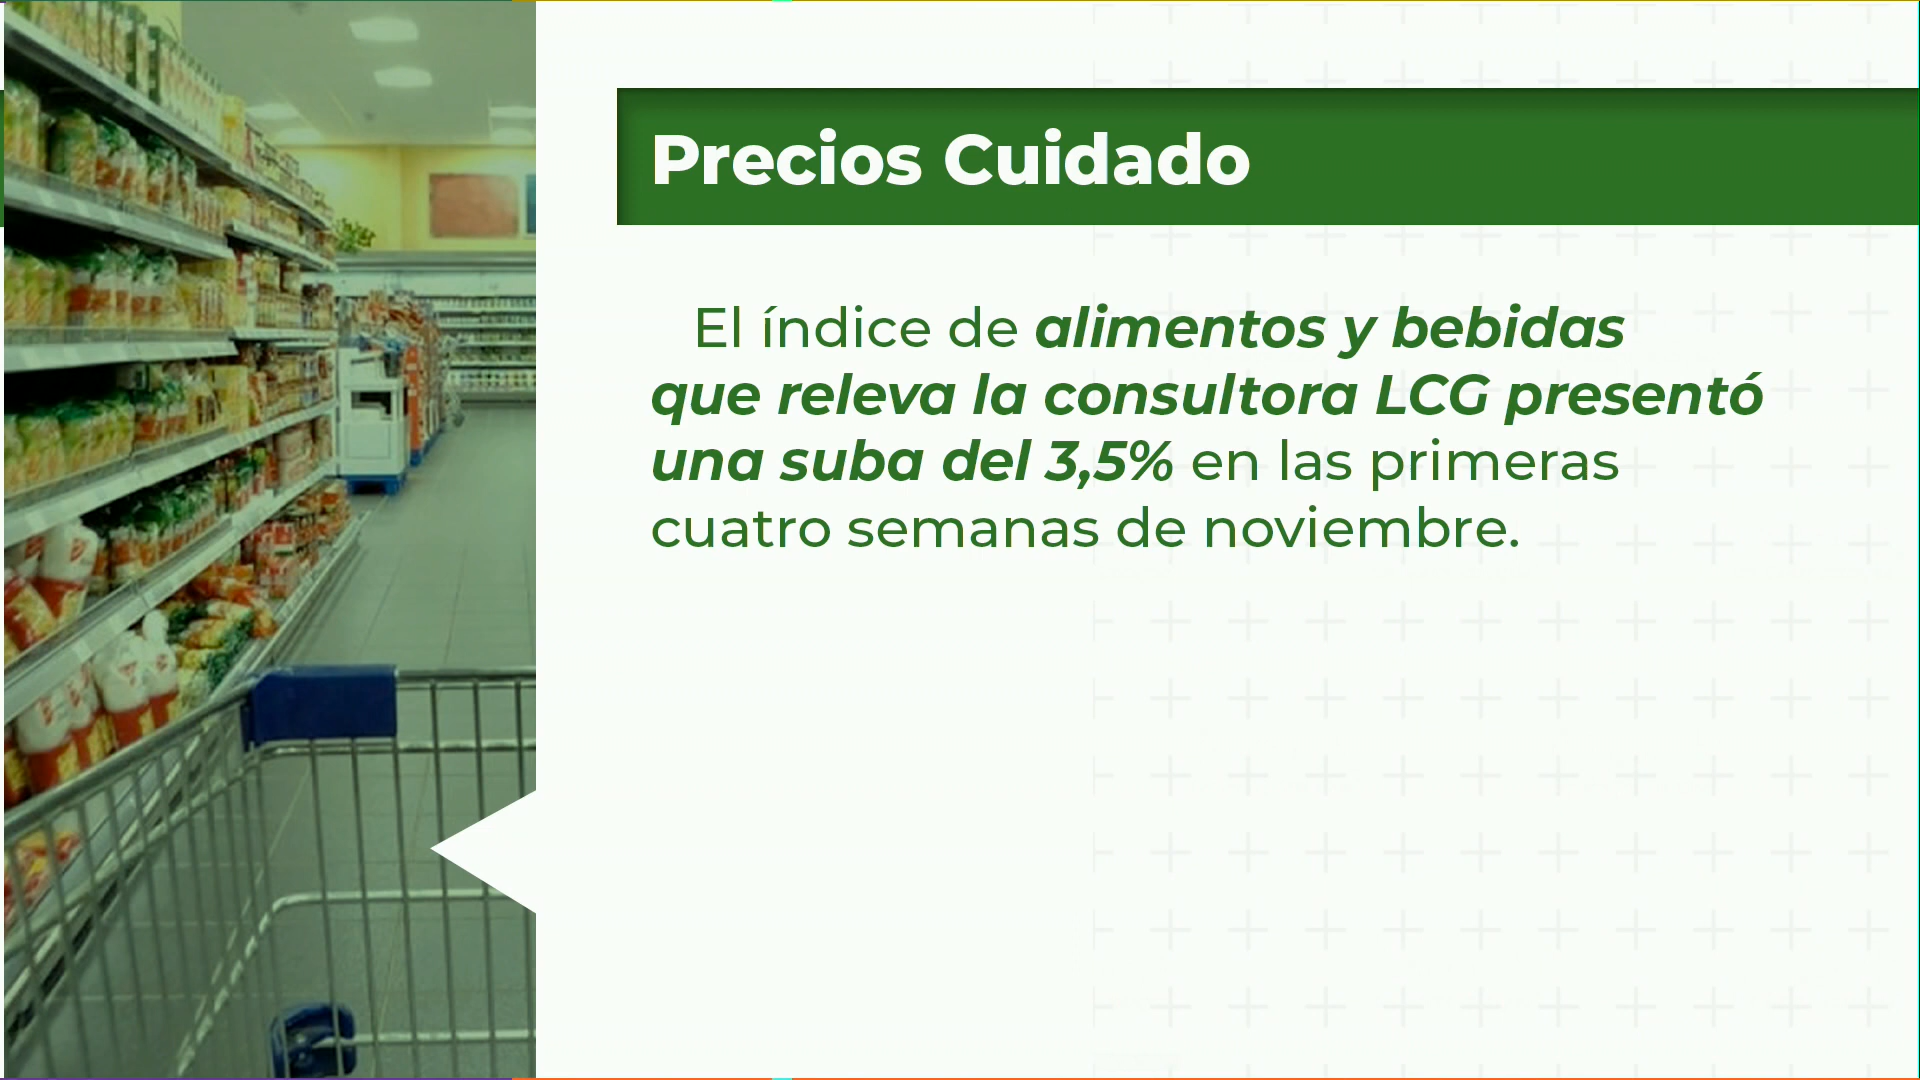 Precios Cuidado
El índice de alimentos y bebidas
que releva la consultora LCG presentó
una suba del 3,5% en las primeras
cuatro semanas de noviembre.